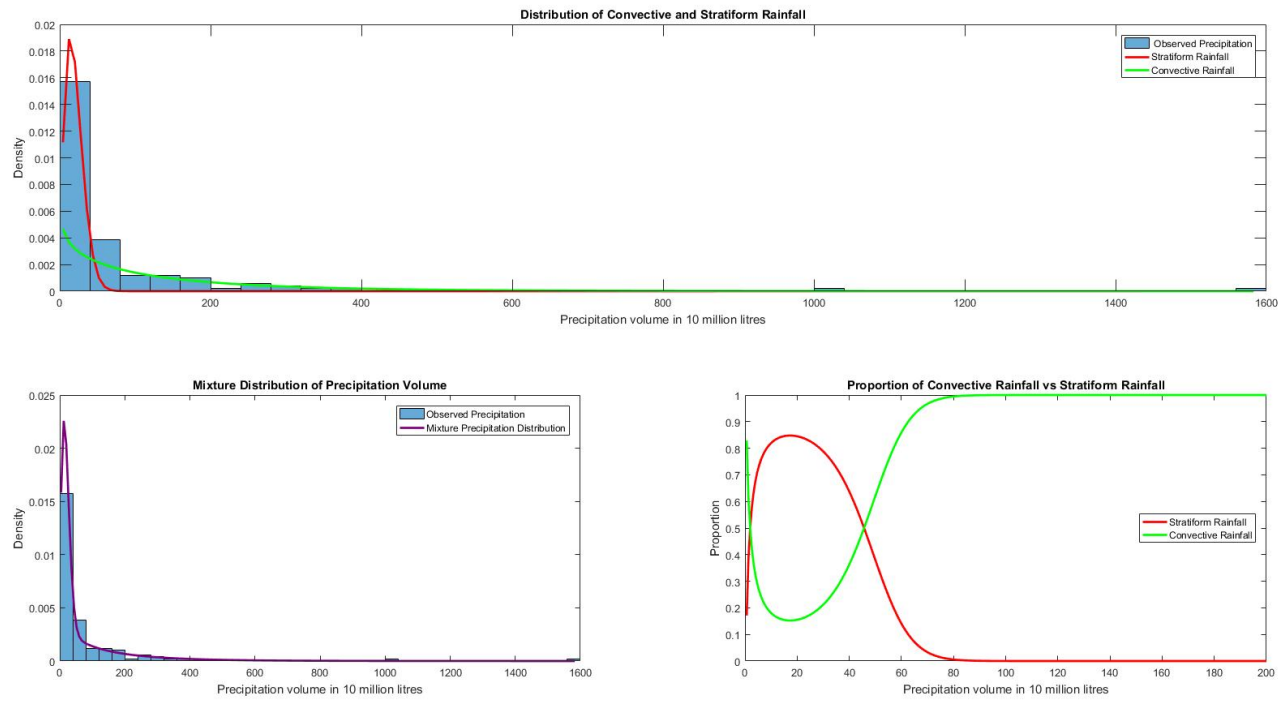 Distribution of Convective and Stratiform Rainfall
0.02
0.018
0.016
0.014
0.012
0.01
0.008
0.006
0.004
0.002
0
Density
Observed Precipitation
Stratiform Rainfall
Convective Rainfall
0 200 400 600 800 1000 1200 1400 1600
Precipitation volume in 10 million litres
Mixture Distribution of Precipitation Volume
0.025
0.02
0.015
0.01
0.005
0
Density
Observed Precipitation
Mixture Precipitation Distribution
0 200 400 600 800 1000 1200 1400 1600
Precipitation volume in 10 million litres
Proportion of Convective Rainfall vs Stratiform Rainfall
1
0.9
0.8
0.7
0.6
0.5
0.4
0.3
0.2
0.1
0
Proportion
Stratiform Rainfall
Convective Rainfall
0 20 40 60 80 100 120 140 160 180 200
Precipitation volume in 10 million litres